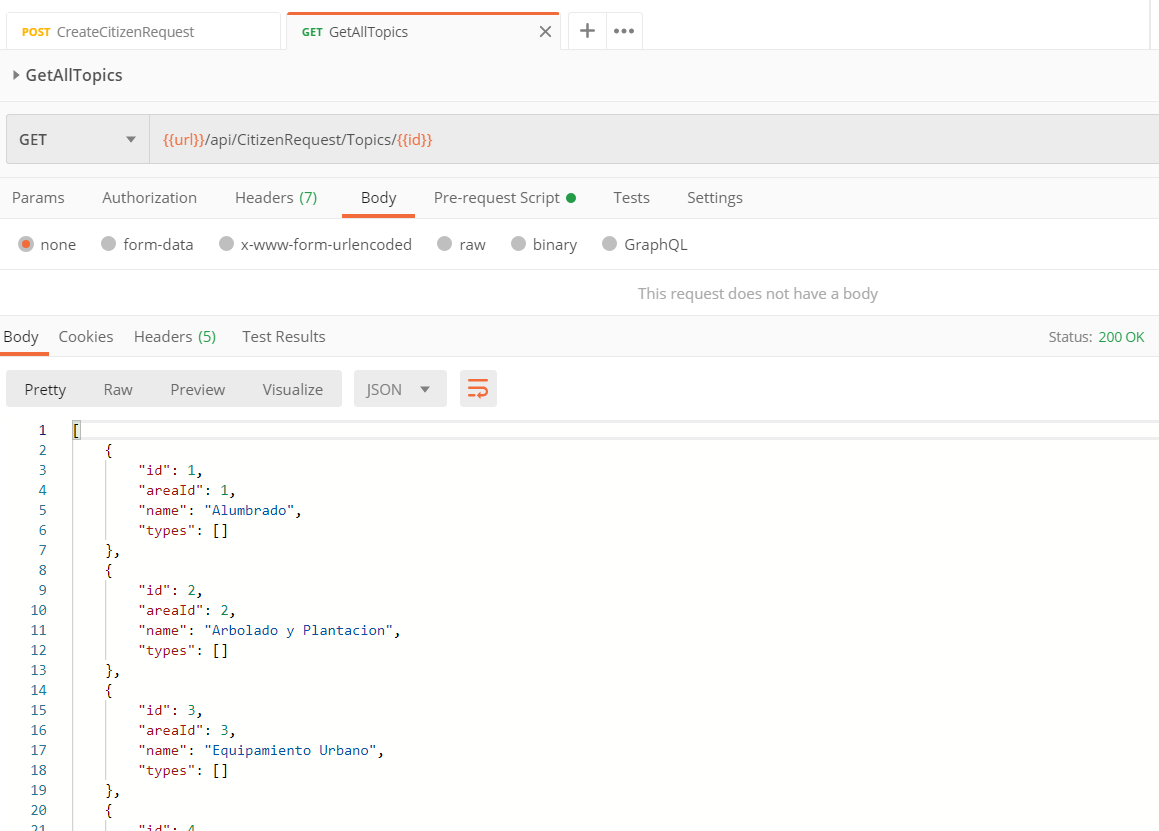 POST CreateCitizenRequest GET GetAllTopics
GetAllTopics
GET {{url}}/api/CitizenRequest/Topics/{{id}}
Params Authorization Headers (7) Body Pre-request Script Tests Settings
none form-data x-www-form-urlencoded raw binary GraphQL
This request does not have a body
Body Cookies Headers (5) Test Results Status: 200 OK
Pretty Raw Preview Visualize JSON
1 [
2 {
3 "id": 1,
4 "areaId": 1,
5 "name": "Alumbrado",
6 "types": []
7 },
8 {
9 "id": 2,
10 "areaId": 2,
11 "name": "Arbolado y Plantacion",
12 "types": []
13 },
14 {
15 "id": 3,
16 "areaId": 3,
17 "name": "Equipamiento Urbano",
18 "types": []
19 },
20 {
21 "id": 4